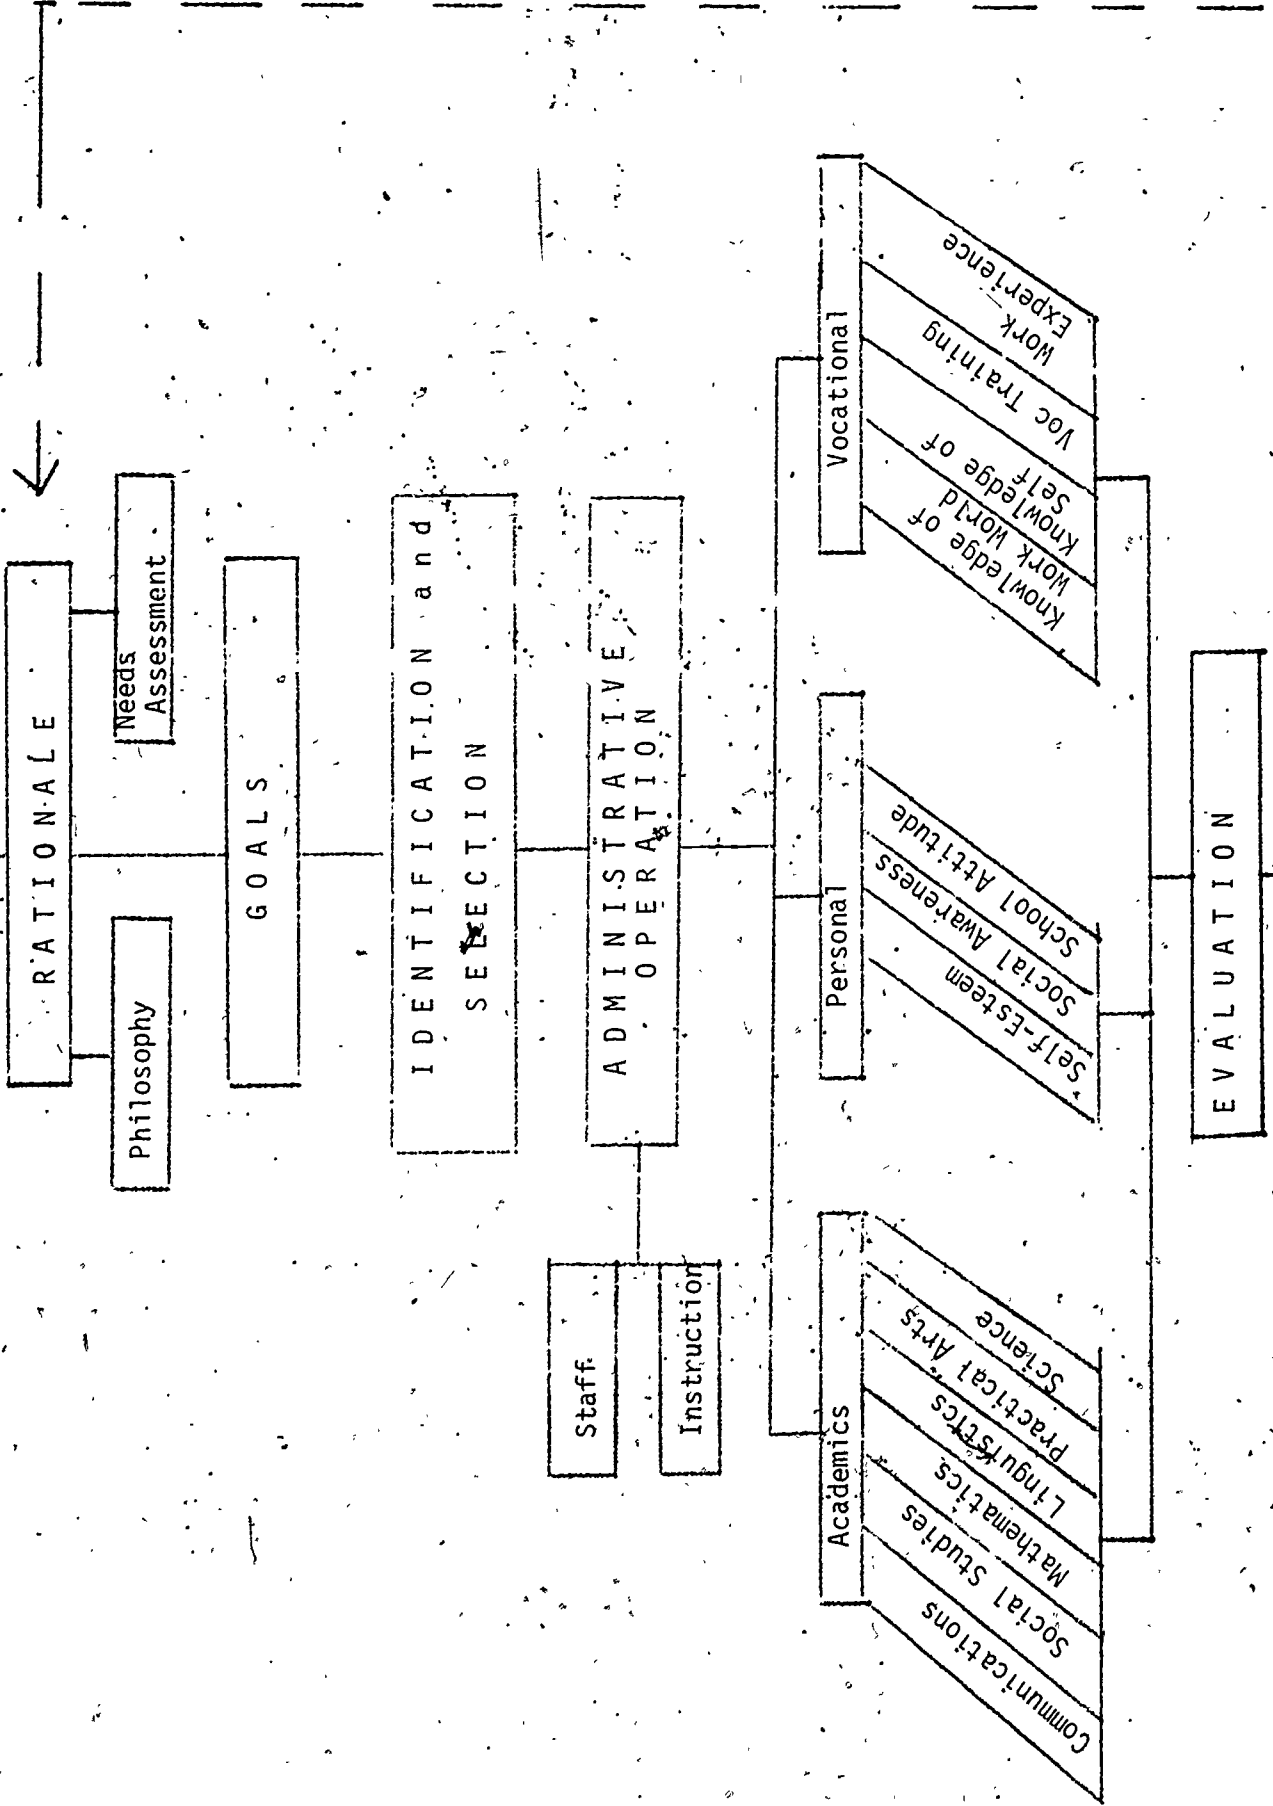 RATIONALE
Philosophy
Needs
Assessment
GOALS
IDENTIFICATION and
SELECTION
ADMINISTRATIVE
OPERATION
Staff
Instruction
Academics
Communications
Social Studies
Mathematics
Linguistics
Practical Arts
Science
Personal
Self-Esteem
Social Awareness
School Attitude
Vocational
Knowledge of
Work World
Knowledge of
Self
Voc Training
Work
Experience
EVALUATION